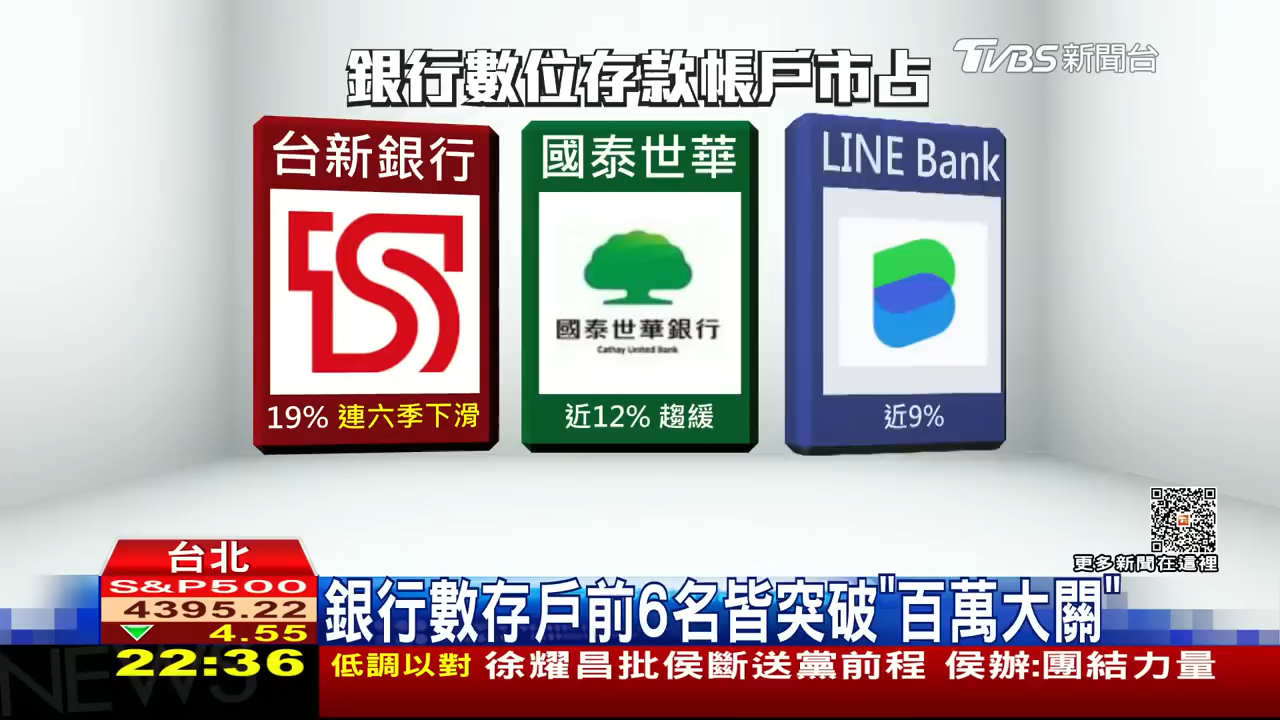 TVBS新聞台
銀行數位存款帳戶市占
台新銀行
19% 連六季下滑
國泰世華
國泰世華銀行
Cathay United Bank
近12% 趨緩
LINE Bank
近9%
更多新聞在這裡
台北
S&P500
4395.22
4.55
22:36
銀行數存戶前6名皆突破"百萬大關"
低調以對 徐耀昌批侯斷送黨前程 侯辦:團結力量
NEWS